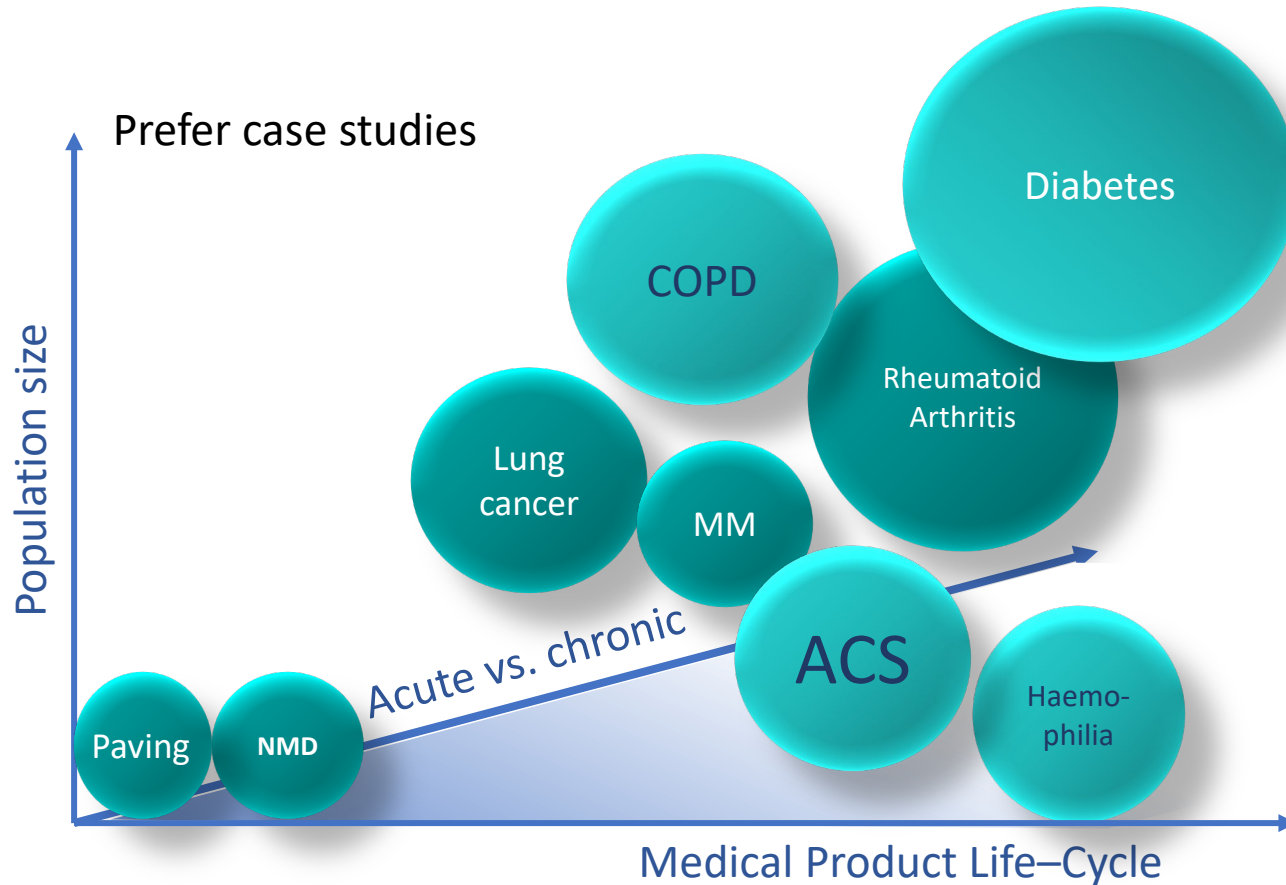 Prefer case studies
Diabetes
COPD
Rheumatoid
Arthritis
Lung
cancer
MM
Population size
Acute vs. chronic
ACS
Haemo-
philia
Paving
NMD
Medical Product Life–Cycle